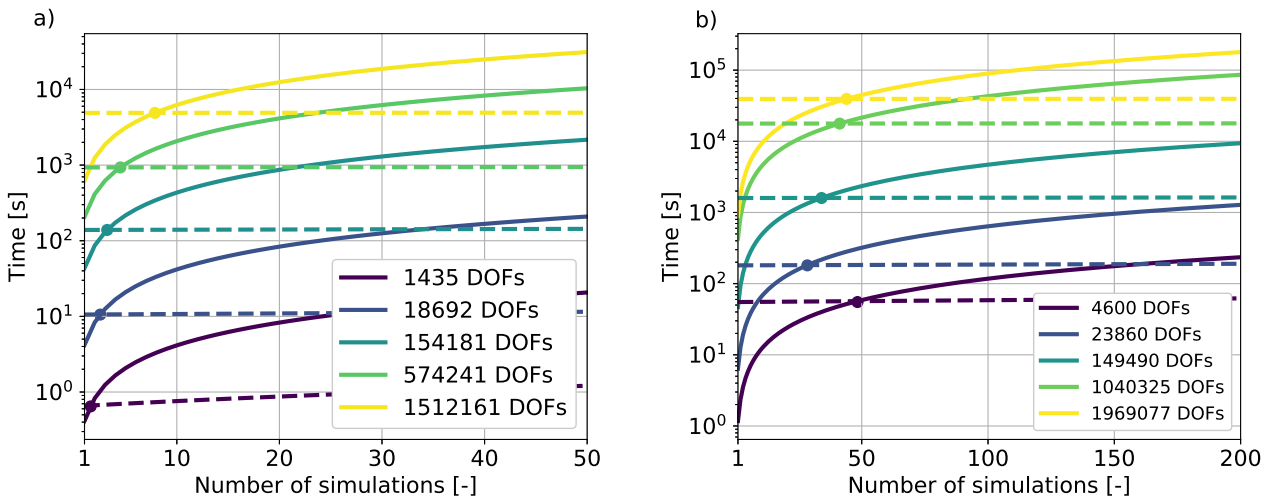 a)
Time [s]
10^4
10^3
10^2
10^1
10^0
1 10 20 30 40 50
Number of simulations [-]
1435 DOFs
18692 DOFs
154181 DOFs
574241 DOFs
1512161 DOFs
b)
Time [s]
10^5
10^4
10^3
10^2
10^1
10^0
1 50 100 150 200
Number of simulations [-]
4600 DOFs
23860 DOFs
149490 DOFs
1040325 DOFs
1969077 DOFs